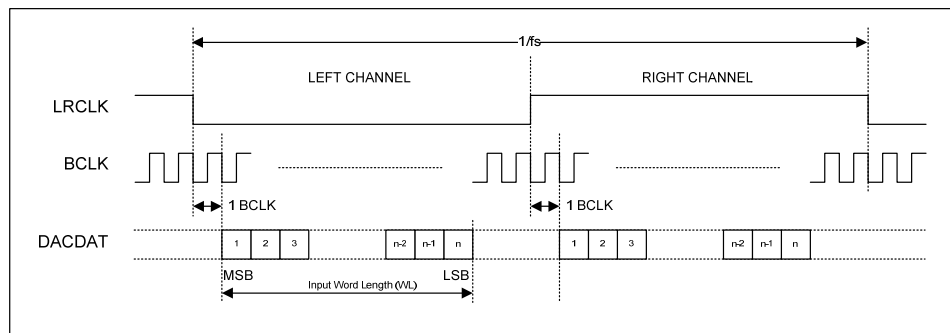 1/fs
LEFT CHANNEL RIGHT CHANNEL
LRCLK
BCLK
1 BCLK 1 BCLK
DACDAT 1 2 3 n-2 n-1 n 1 2 3 n-2 n-1 n
MSB LSB
Input Word Length (WL)